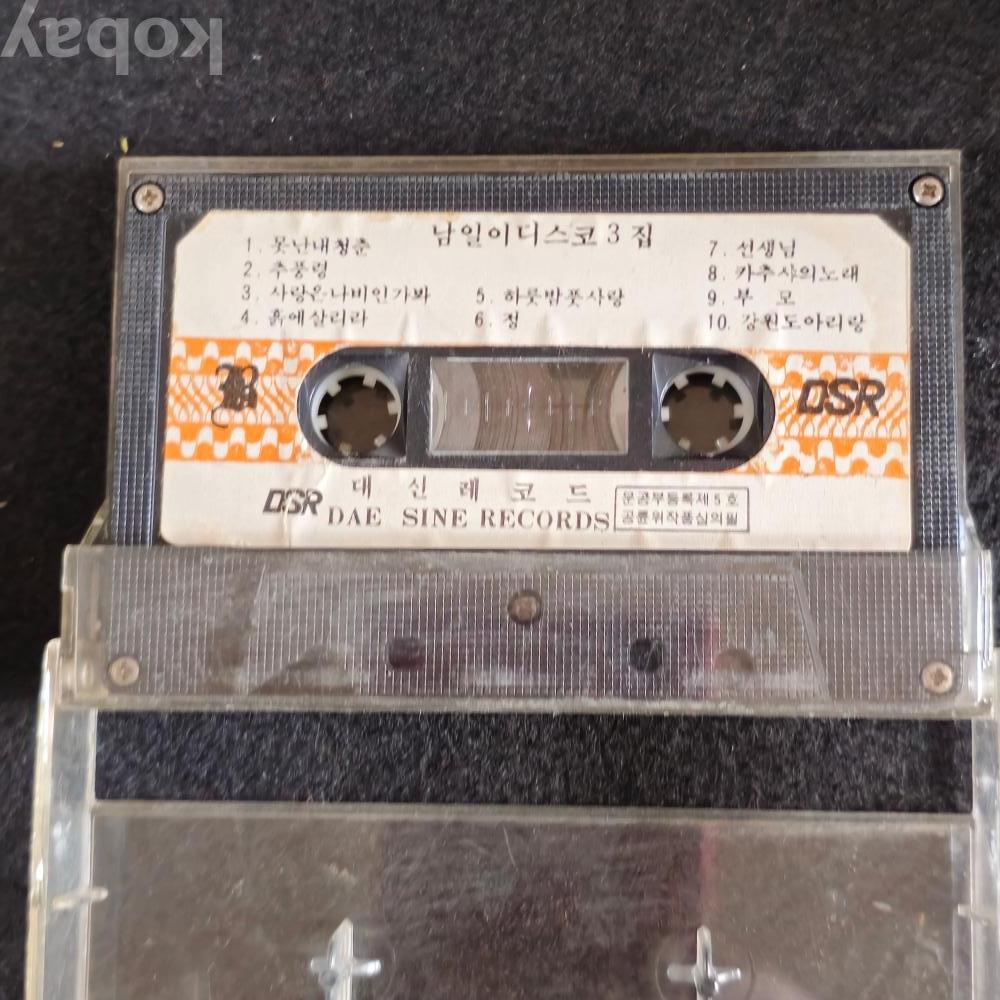 kobay
남일이디스코3집
1. 못난내청춘
2. 추풍령
3. 사랑은나비인가봐
4. 흙에살리라
5. 하룻밤풋사랑
6. 정
7. 선생님
8. 카추샤의노래
9. 부 모
10. 강원도아리랑
DSR
DSR 대 신 레 코 드
DAE SINE RECORDS
문공부등록제5호
공륜위작품심의필